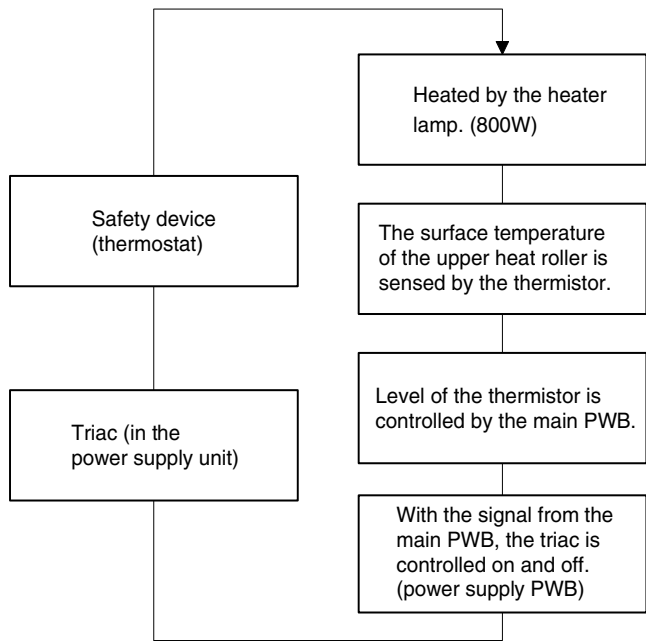 Heated by the heater
lamp. (800W)
Safety device
(thermostat)
The surface temperature
of the upper heat roller is
sensed by the thermistor.
Level of the thermistor is
controlled by the main PWB.
Triac (in the
power supply unit)
With the signal from the
main PWB, the triac is
controlled on and off.
(power supply PWB)